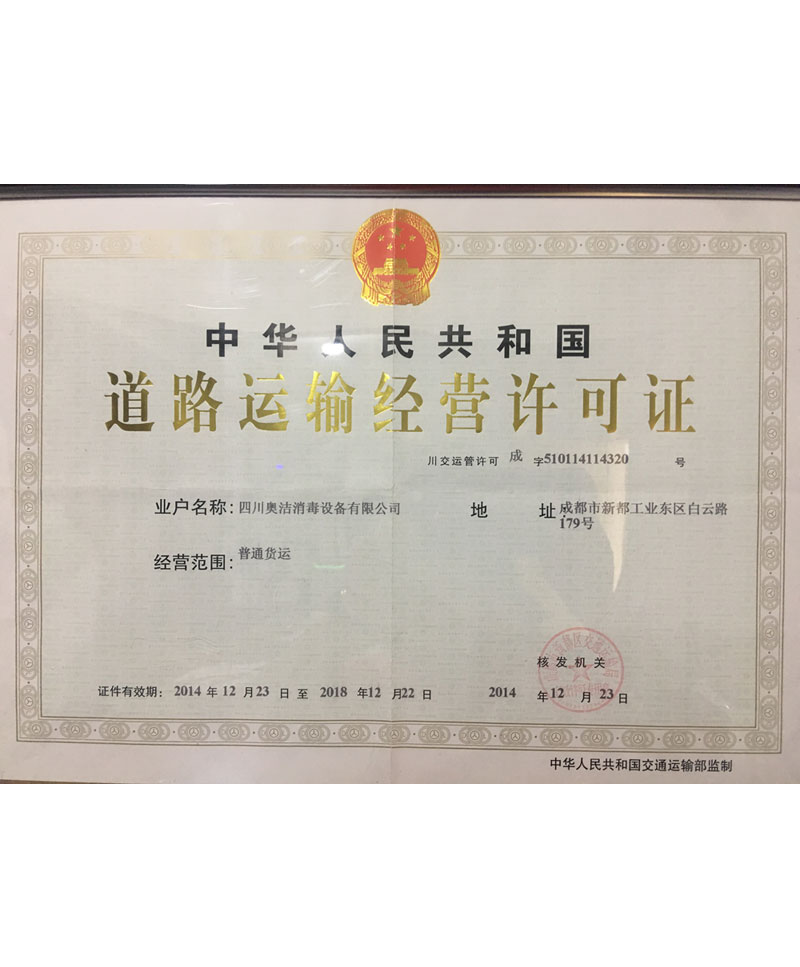 中华人民共和国
道路运输经营许可证
川交运管许可 成 字510114114320 号
业户名称: 四川奥洁消毒设备有限公司 地 址: 成都市新都工业东区白云路
179号
经营范围: 普通货运
核发机关
证件有效期: 2014 年 12 月 23 日 至 2018 年 12 月 22 日 2014 年 12 月 23 日
中华人民共和国交通运输部监制